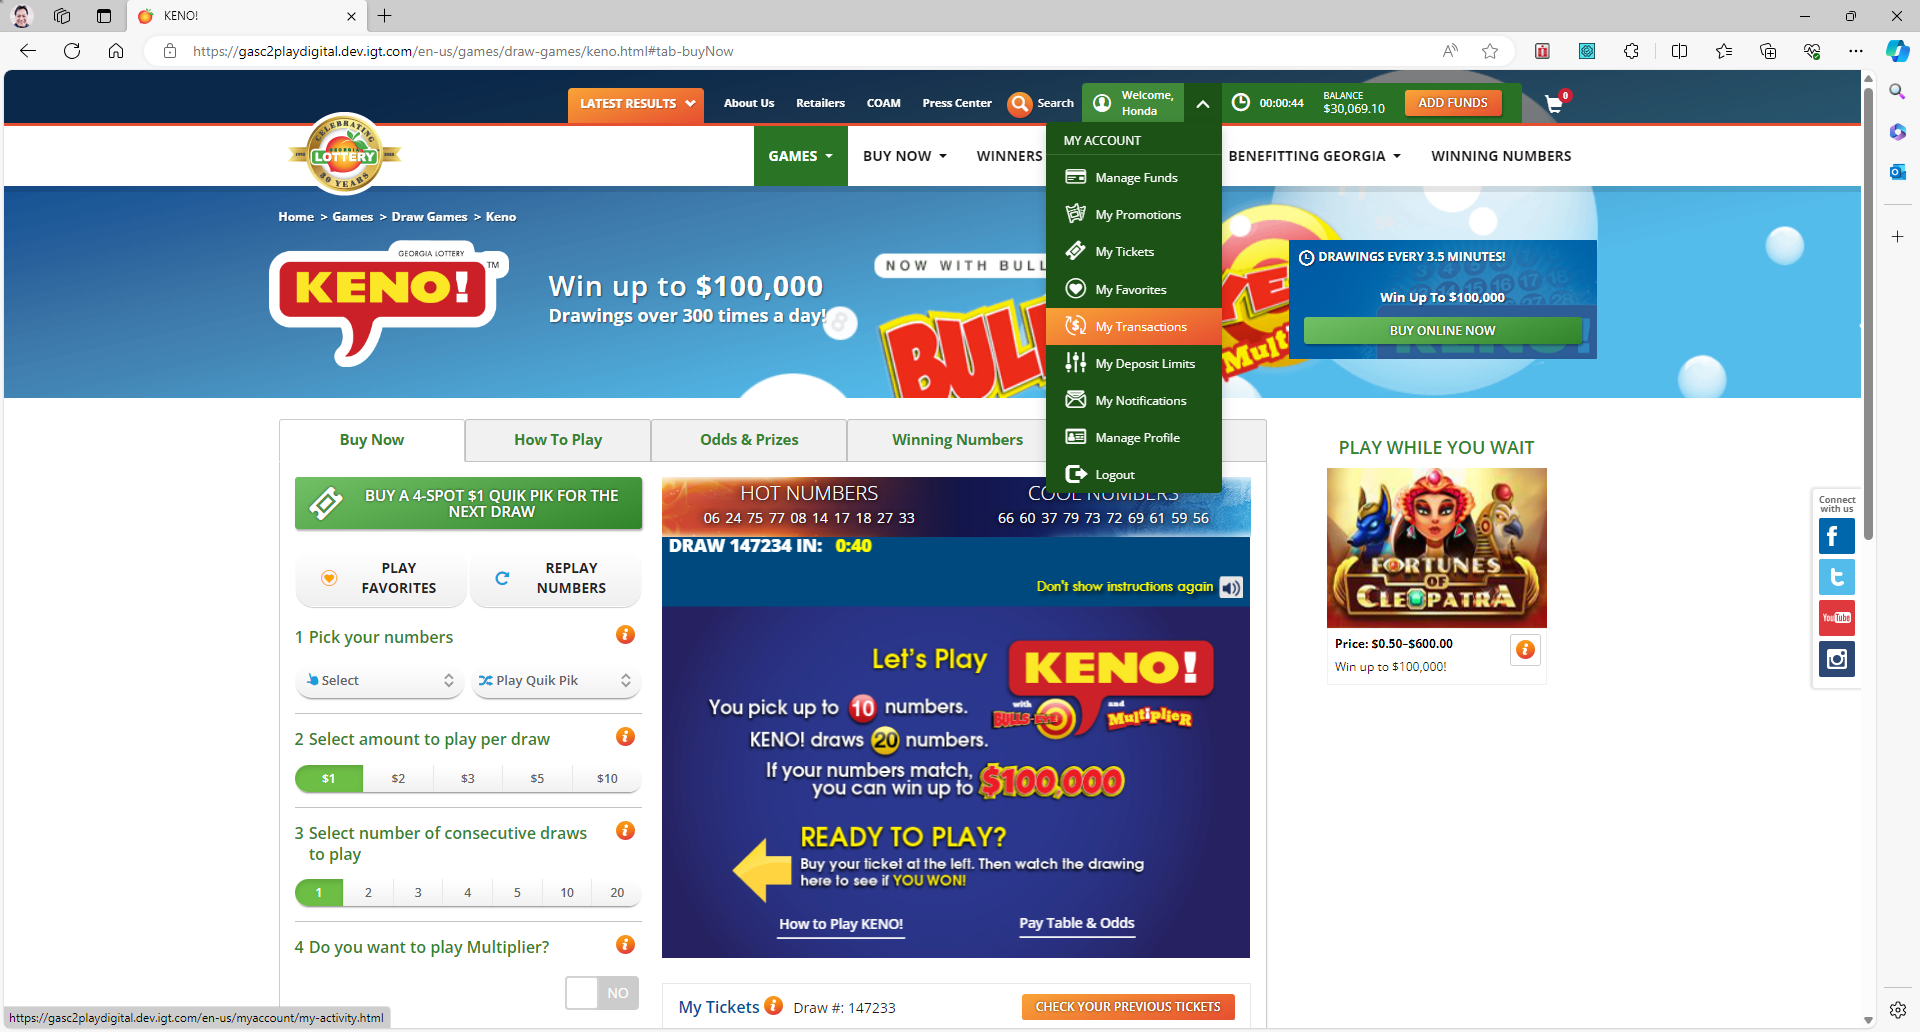 KENO!
https://gasc2playdigital.dev.igt.com/en-us/games/draw-games/keno.html#tab-buyNow
LATEST RESULTS
About Us
Retailers
COAM
Press Center
Search
Welcome,
Honda
00:00:44
BALANCE
$30,069.10
ADD FUNDS
0
CELEBRATING
GEORGIA
LOTTERY
30 YEARS
GAMES
BUY NOW
WINNERS
BENEFITTING GEORGIA
WINNING NUMBERS
MY ACCOUNT
Manage Funds
My Promotions
My Tickets
My Favorites
My Transactions
My Deposit Limits
My Notifications
Manage Profile
Logout
Home > Games > Draw Games > Keno
GEORGIA LOTTERY
KENO!
TM
Win up to $100,000
Drawings over 300 times a day!
NOW WITH BULL
BULL
YE
Multi
DRAWINGS EVERY 3.5 MINUTES!
Win Up To $100,000
BUY ONLINE NOW
Buy Now
How To Play
Odds & Prizes
Winning Numbers
BUY A 4-SPOT $1 QUIK PIK FOR THE
NEXT DRAW
PLAY
FAVORITES
REPLAY
NUMBERS
1 Pick your numbers
Select
Play Quik Pik
2 Select amount to play per draw
$1
$2
$3
$5
$10
3 Select number of consecutive draws
to play
1
2
3
4
5
10
20
4 Do you want to play Multiplier?
NO
HOT NUMBERS
06 24 75 77 08 14 17 18 27 33
COOL NUMBERS
66 60 37 79 73 72 69 61 59 56
DRAW 147234 IN: 0:40
Don't show instructions again
Let's Play
KENO!
with
BULLS-EYE
and
Multiplier
You pick up to 10 numbers.
KENO! draws 20 numbers.
If your numbers match,
you can win up to $100,000
READY TO PLAY?
Buy your ticket at the left. Then watch the drawing
here to see if YOU WON!
How to Play KENO!
Pay Table & Odds
My Tickets
Draw #: 147233
CHECK YOUR PREVIOUS TICKETS
PLAY WHILE YOU WAIT
FORTUNES
OF
CLEOPATRA
Price: $0.50–$600.00
Win up to $100,000!
Connect
with us
YouTube
https://gasc2playdigital.dev.igt.com/en-us/myaccount/my-activity.html